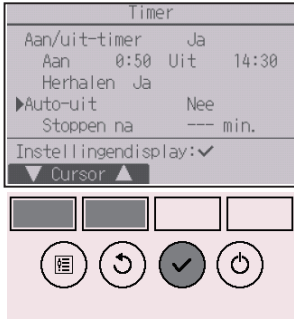 Timer
Aan/uit-timer Ja
Aan 0:50 Uit 14:30
Herhalen Ja
▶Auto-uit Nee
Stoppen na --- min.
Instellingendisplay:✔
▼ Cursor ▲